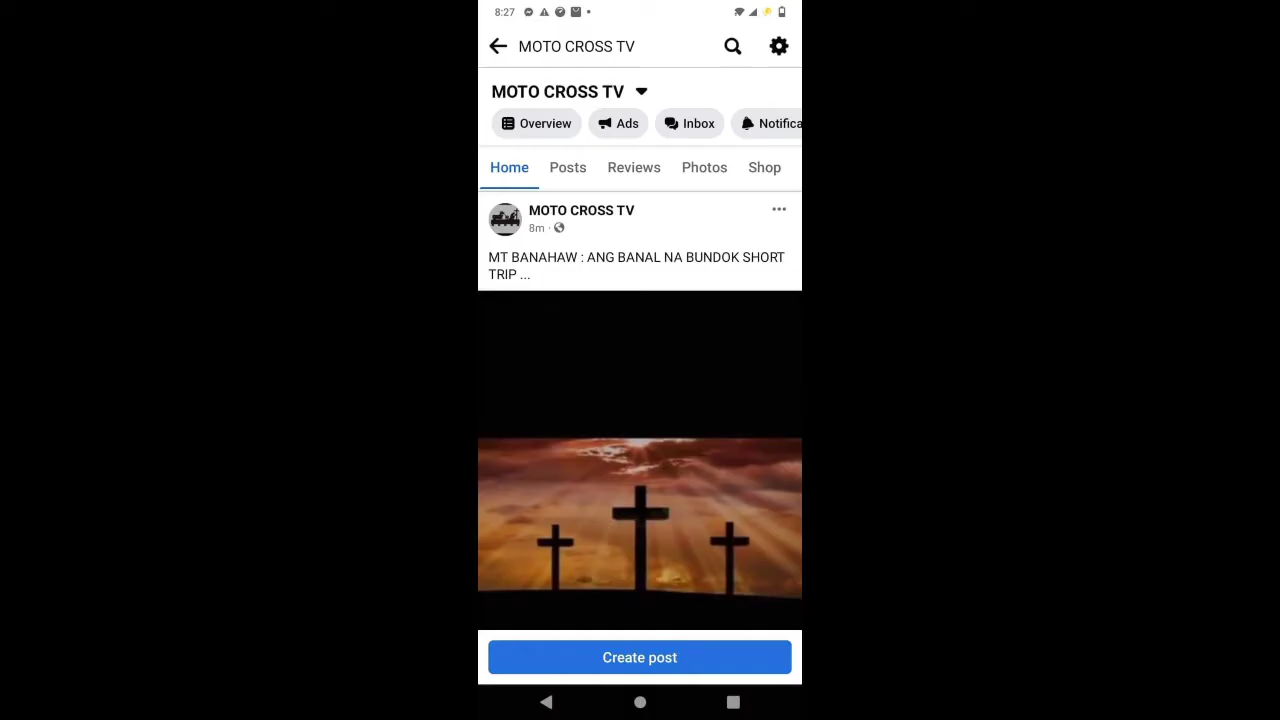 8:27
MOTO CROSS TV
MOTO CROSS TV
Overview Ads Inbox Notifica
Home Posts Reviews Photos Shop
MOTO CROSS TV
8m ·
MT BANAHAW : ANG BANAL NA BUNDOK SHORT
TRIP ...
Create post